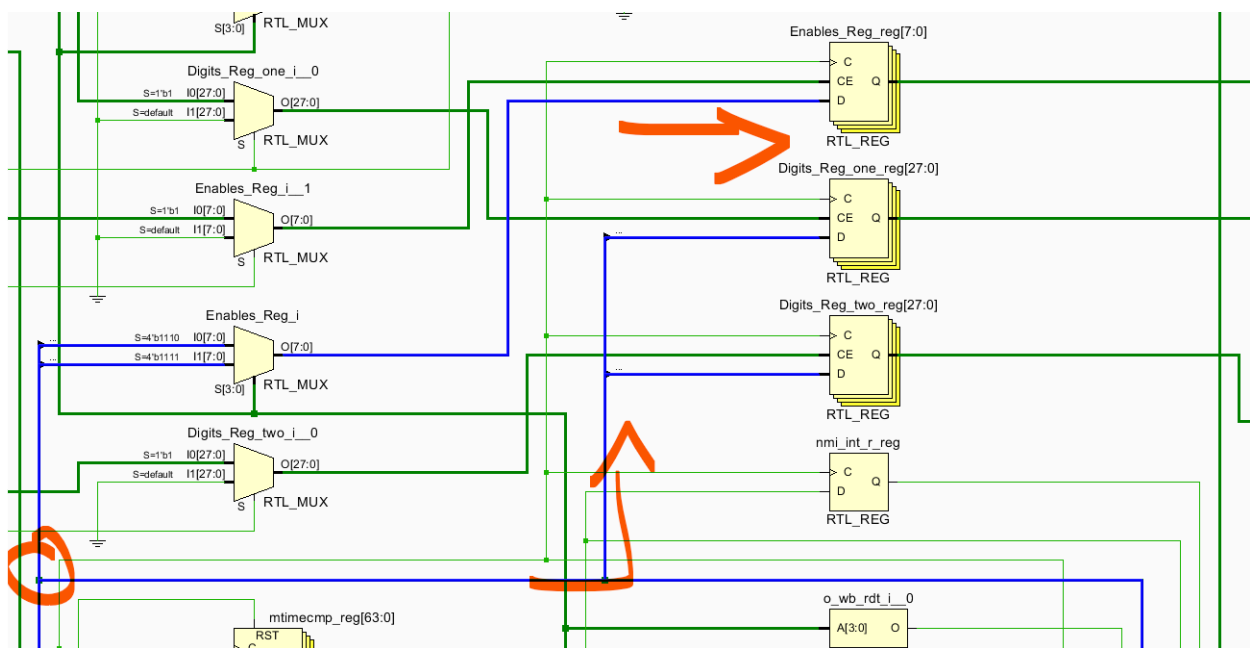 S[3:0]
RTL_MUX
Enables_Reg_reg[7:0]
Digits_Reg_one_i__0
S=1'b1
I0[27:0]
S=default
I1[27:0]
O[27:0]
S
RTL_MUX
C
CE
Q
D
RTL_REG
Digits_Reg_one_reg[27:0]
Enables_Reg_i__1
S=1'b1
I0[7:0]
S=default
I1[7:0]
O[7:0]
S
RTL_MUX
C
CE
Q
D
...
RTL_REG
Digits_Reg_two_reg[27:0]
Enables_Reg_i
...
S=4'b1110
I0[7:0]
...
S=4'b1111
I1[7:0]
O[7:0]
S[3:0]
RTL_MUX
C
CE
Q
D
...
RTL_REG
Digits_Reg_two_i__0
S=1'b1
I0[27:0]
S=default
I1[27:0]
O[27:0]
S
RTL_MUX
nmi_int_r_reg
C
Q
D
RTL_REG
mtimecmp_reg[63:0]
RST
C
o_wb_rdt_i__0
A[3:0]
O